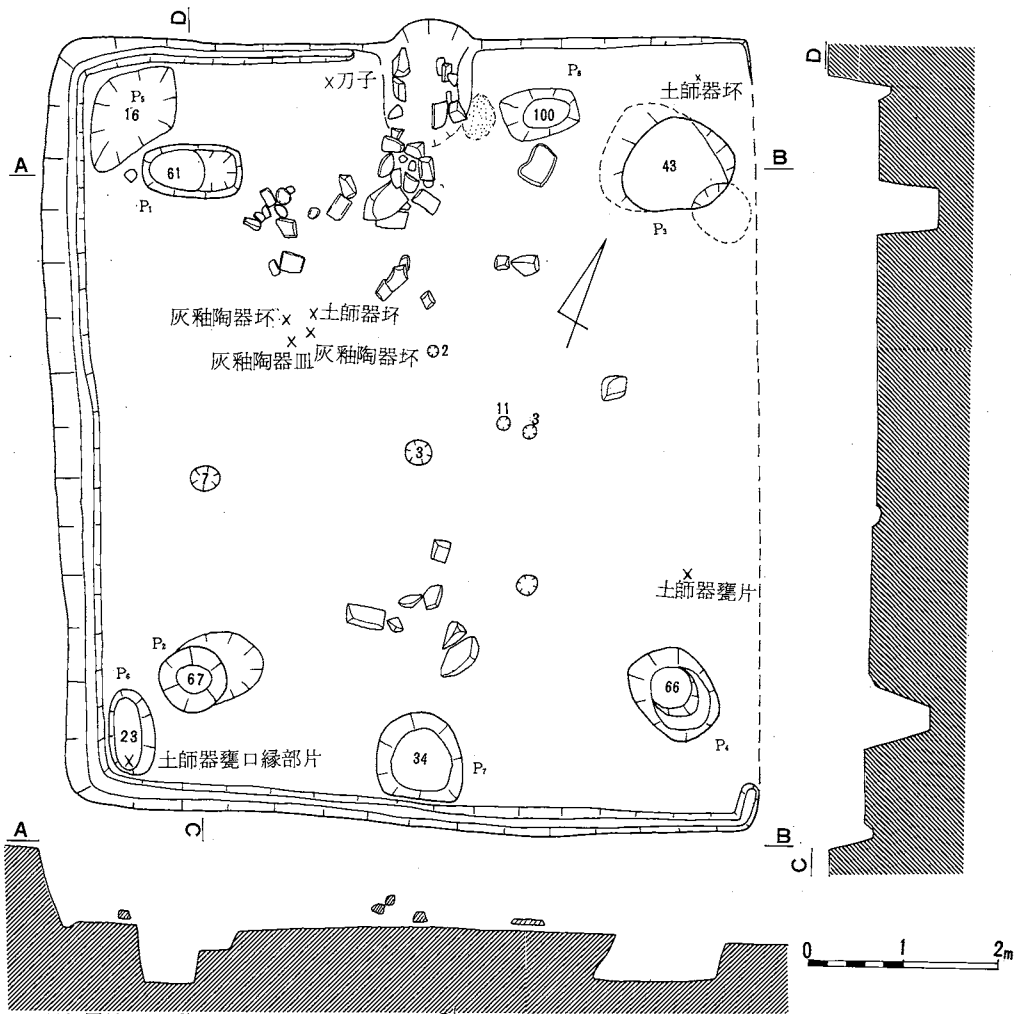 D
D
×刀子
P₈
土師器坏
P₅
16
100
A
61
43
B
P₁
P₃
灰釉陶器坏
土師器坏
灰釉陶器皿
灰釉陶器坏
2
11
3
3
7
土師器甕片
P₂
67
66
P₆
P₄
23
土師器甕口縁部片
34
P₇
A
C
B
C
0 1 2m